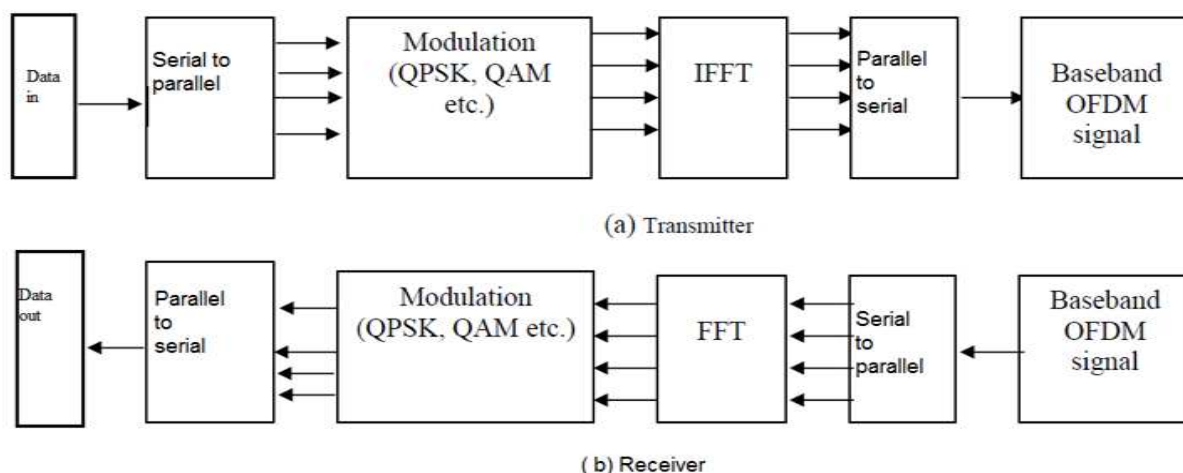 Data
in
Serial to
parallel
Modulation
(QPSK, QAM
etc.)
IFFT
Parallel
to
serial
Baseband
OFDM
signal
(a) Transmitter
Data
out
Parallel
to
serial
Modulation
(QPSK, QAM etc.)
FFT
Serial
to
parallel
Baseband
OFDM
signal
( b) Receiver